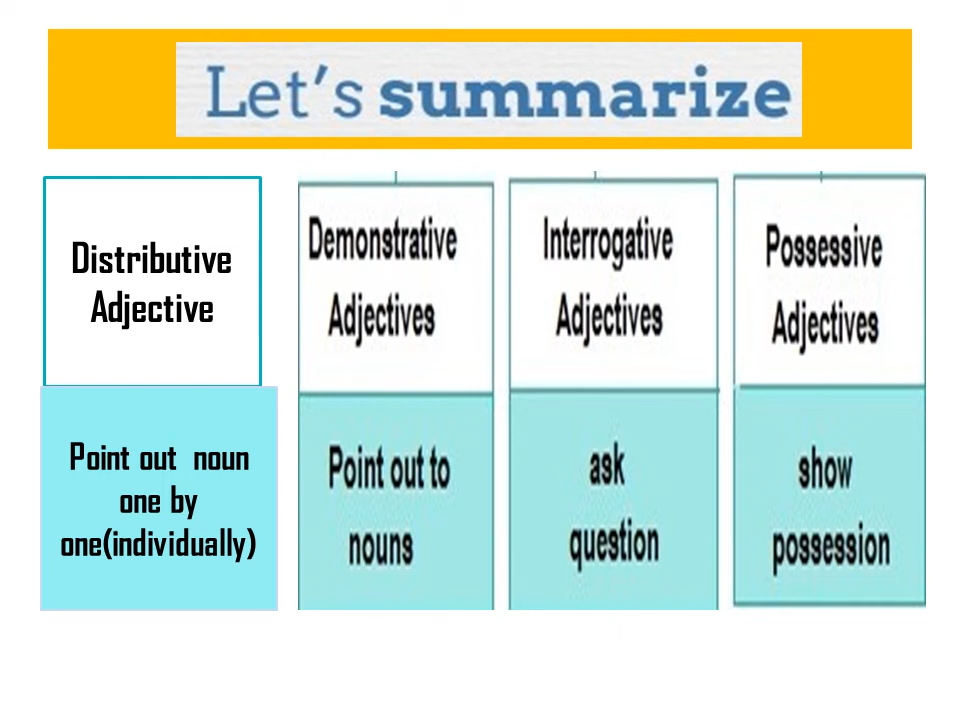 Let's summarize
Distributive
Adjective
Point out noun
one by
one(individually)
Demonstrative
Adjectives
Point out to
nouns
Interrogative
Adjectives
ask
question
Possessive
Adjectives
show
possession